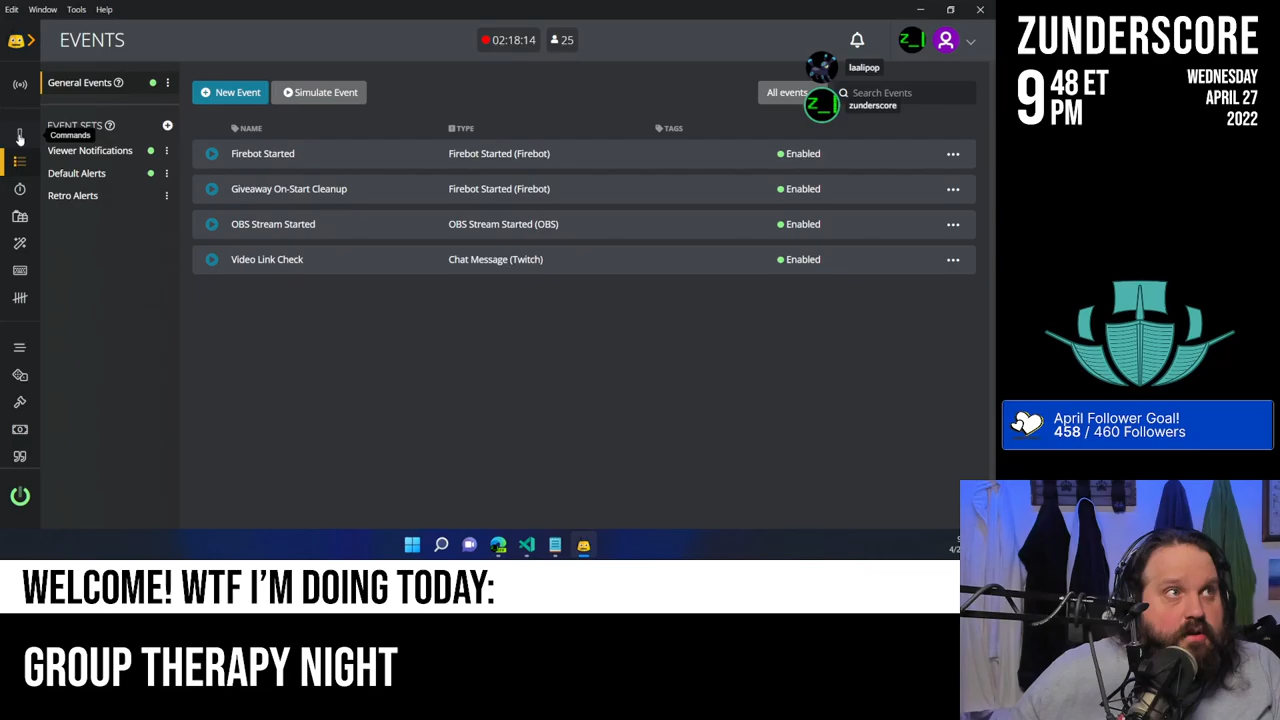 Edit Window Tools Help
EVENTS
02:18:14
25
z_|
laalipop
z_|
zunderscore
General Events
New Event
Simulate Event
All events
Search Events
EVENT SETS
Commands
Viewer Notifications
Default Alerts
Retro Alerts
NAME TYPE TAGS
Firebot Started Firebot Started (Firebot) Enabled
Giveaway On-Start Cleanup Firebot Started (Firebot) Enabled
OBS Stream Started OBS Stream Started (OBS) Enabled
Video Link Check Chat Message (Twitch) Enabled
ZUNDERSCORE
9 48 ET
PM
WEDNESDAY
APRIL 27
2022
April Follower Goal!
458 / 460 Followers
WELCOME! WTF I'M DOING TODAY:
GROUP THERAPY NIGHT